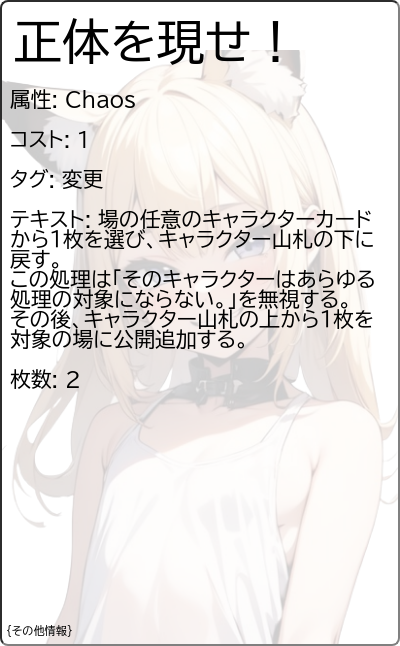 正体を現せ！
属性: Chaos
コスト: 1
タグ: 変更
テキスト: 場の任意のキャラクターカード
から1枚を選び、キャラクター山札の下に
戻す。
この処理は「そのキャラクターはあらゆる
処理の対象にならない。」を無視する。
その後、キャラクター山札の上から1枚を
対象の場に公開追加する。
枚数: 2
{その他情報}